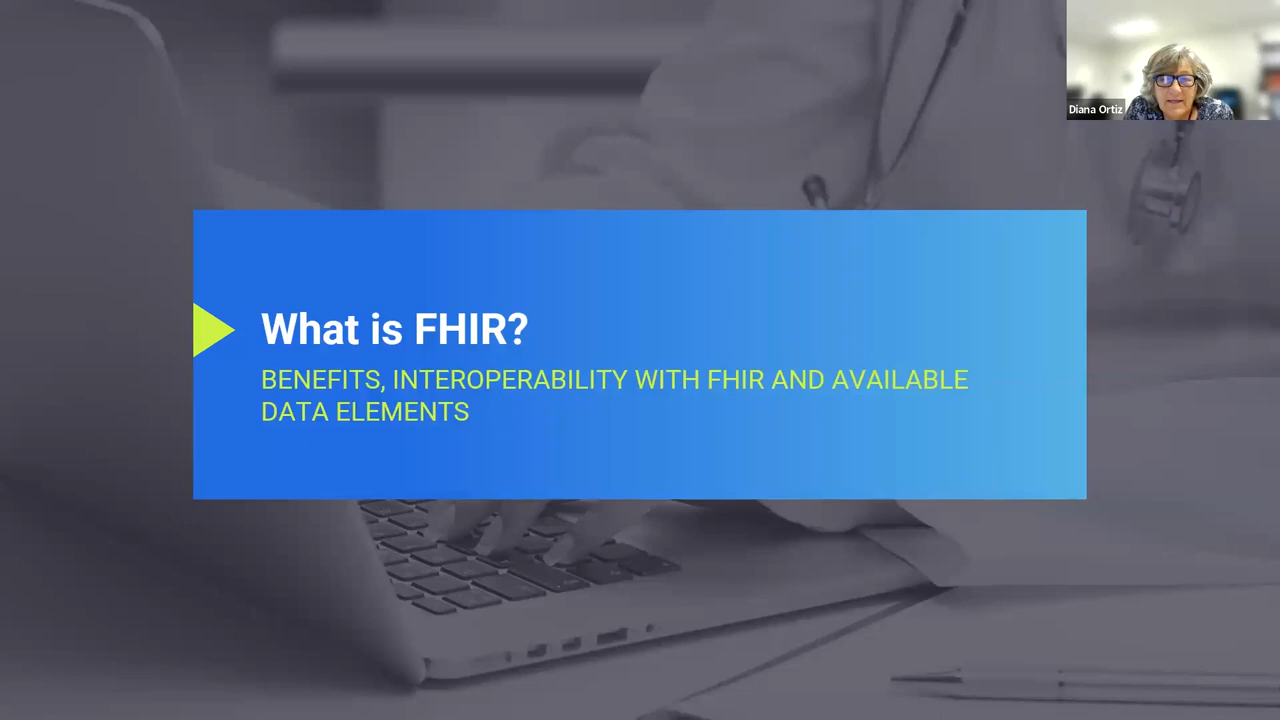 Diana Ortiz
What is FHIR?
BENEFITS, INTEROPERABILITY WITH FHIR AND AVAILABLE
DATA ELEMENTS